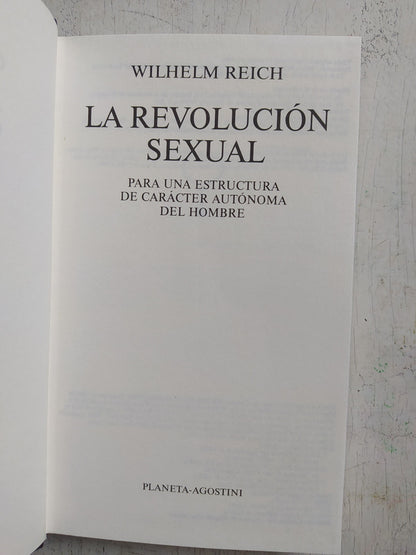 WILHELM REICH
LA REVOLUCIÓN
SEXUAL
PARA UNA ESTRUCTURA
DE CARÁCTER AUTÓNOMA
DEL HOMBRE
PLANETA-AGOSTINI